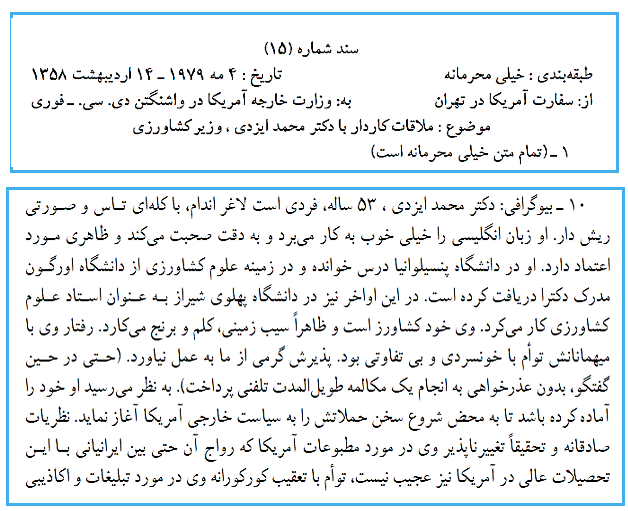 سند شماره (۱۵)
طبقه‌بندی : خیلی محرمانه تاریخ : ۴ مه ۱۹۷۹ ـ ۱۴ اردیبهشت ۱۳۵۸
از: سفارت آمریکا در تهران به: وزارت خارجه آمریکا در واشنگتن دی. سی. ـ فوری
موضوع : ملاقات کاردار با دکتر محمد ایزدی ، وزیر کشاورزی
۱ ـ (تمام متن خیلی محرمانه است)
۱۰ ـ بیوگرافی: دکتر محمد ایزدی ، ۵۳ ساله، فردی است لاغر اندام، با کله‌ای تاس و صورتی
ریش دار. او زبان انگلیسی را خیلی خوب به کار می‌برد و به دقت صحبت می‌کند و ظاهری مورد
اعتماد دارد. او در دانشگاه پنسیلوانیا درس خوانده و در زمینه علوم کشاورزی از دانشگاه اورگون
مدرک دکترا دریافت کرده است. در این اواخر نیز در دانشگاه پهلوی شیراز به عنوان استاد علوم
کشاورزی کار می‌کرد. وی خود کشاورز است و ظاهراً سیب زمینی، کلم و برنج می‌کارد. رفتار وی با
میهمانانش توأم با خونسردی و بی تفاوتی بود. پذیرش گرمی از ما به عمل نیاورد. (حتی در حین
گفتگو، بدون عذرخواهی به انجام یک مکالمه طویل‌المدت تلفنی پرداخت). به نظر می‌رسید او خود را
آماده کرده باشد تا به محض شروع سخن حملاتش را به سیاست خارجی آمریکا آغاز نماید. نظریات
صادقانه و تحقیقاً تغییرناپذیر وی در مورد مطبوعات آمریکا که رواج آن حتی بین ایرانیانی با این
تحصیلات عالی در آمریکا نیز عجیب نیست، توأم با تعقیب کورکورانه وی در مورد تبلیغات و اکاذیبی